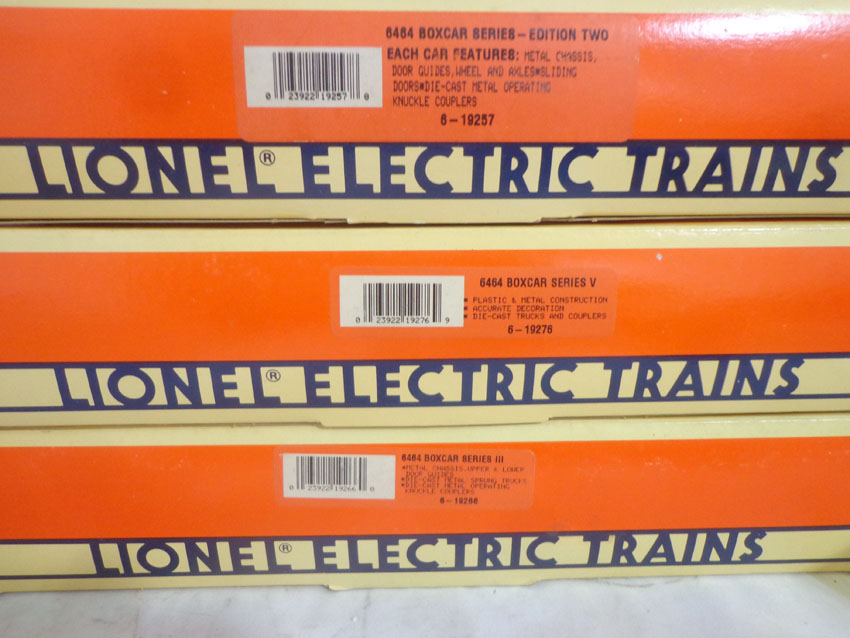 6464 BOXCAR SERIES – EDITION TWO
EACH CAR FEATURES: METAL CHASSIS,
DOOR GUIDES, WHEEL AND AXLES*SLIDING
DOORS*DIE-CAST METAL OPERATING
KNUCKLE COUPLERS
6–19257
0 23922 19257 8
LIONEL® ELECTRIC TRAINS
6464 BOXCAR SERIES V
* PLASTIC & METAL CONSTRUCTION
* ACCURATE DECORATION
* DIE-CAST TRUCKS AND COUPLERS
6–19276
0 23922 19276 9
LIONEL® ELECTRIC TRAINS
6464 BOXCAR SERIES III
*METAL CHASSIS, UPPER & LOWER
DOOR GUIDES
*DIE-CAST METAL SPRUNG TRUCKS
*DIE-CAST METAL OPERATING
KNUCKLE COUPLERS
6–19266
0 23922 19266 0
LIONEL® ELECTRIC TRAINS